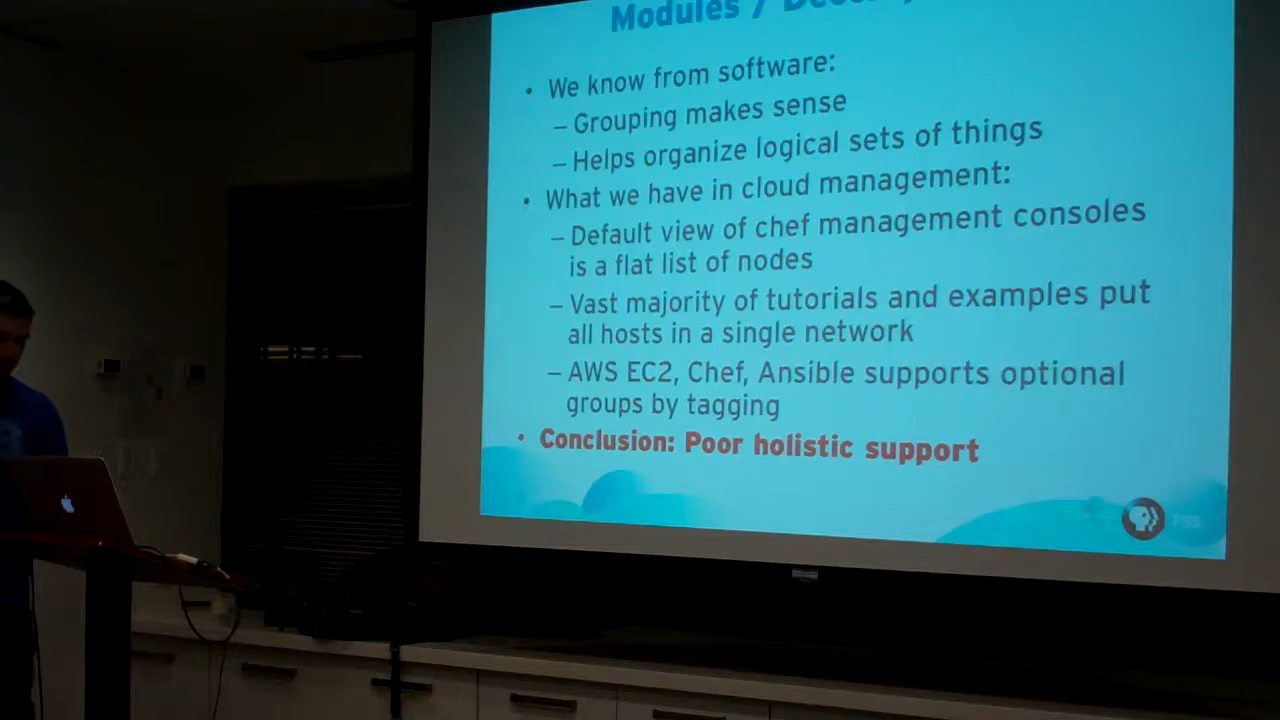 Modules /
• We know from software:
– Grouping makes sense
– Helps organize logical sets of things
• What we have in cloud management:
– Default view of chef management consoles
is a flat list of nodes
– Vast majority of tutorials and examples put
all hosts in a single network
– AWS EC2, Chef, Ansible supports optional
groups by tagging
• Conclusion: Poor holistic support
PBS